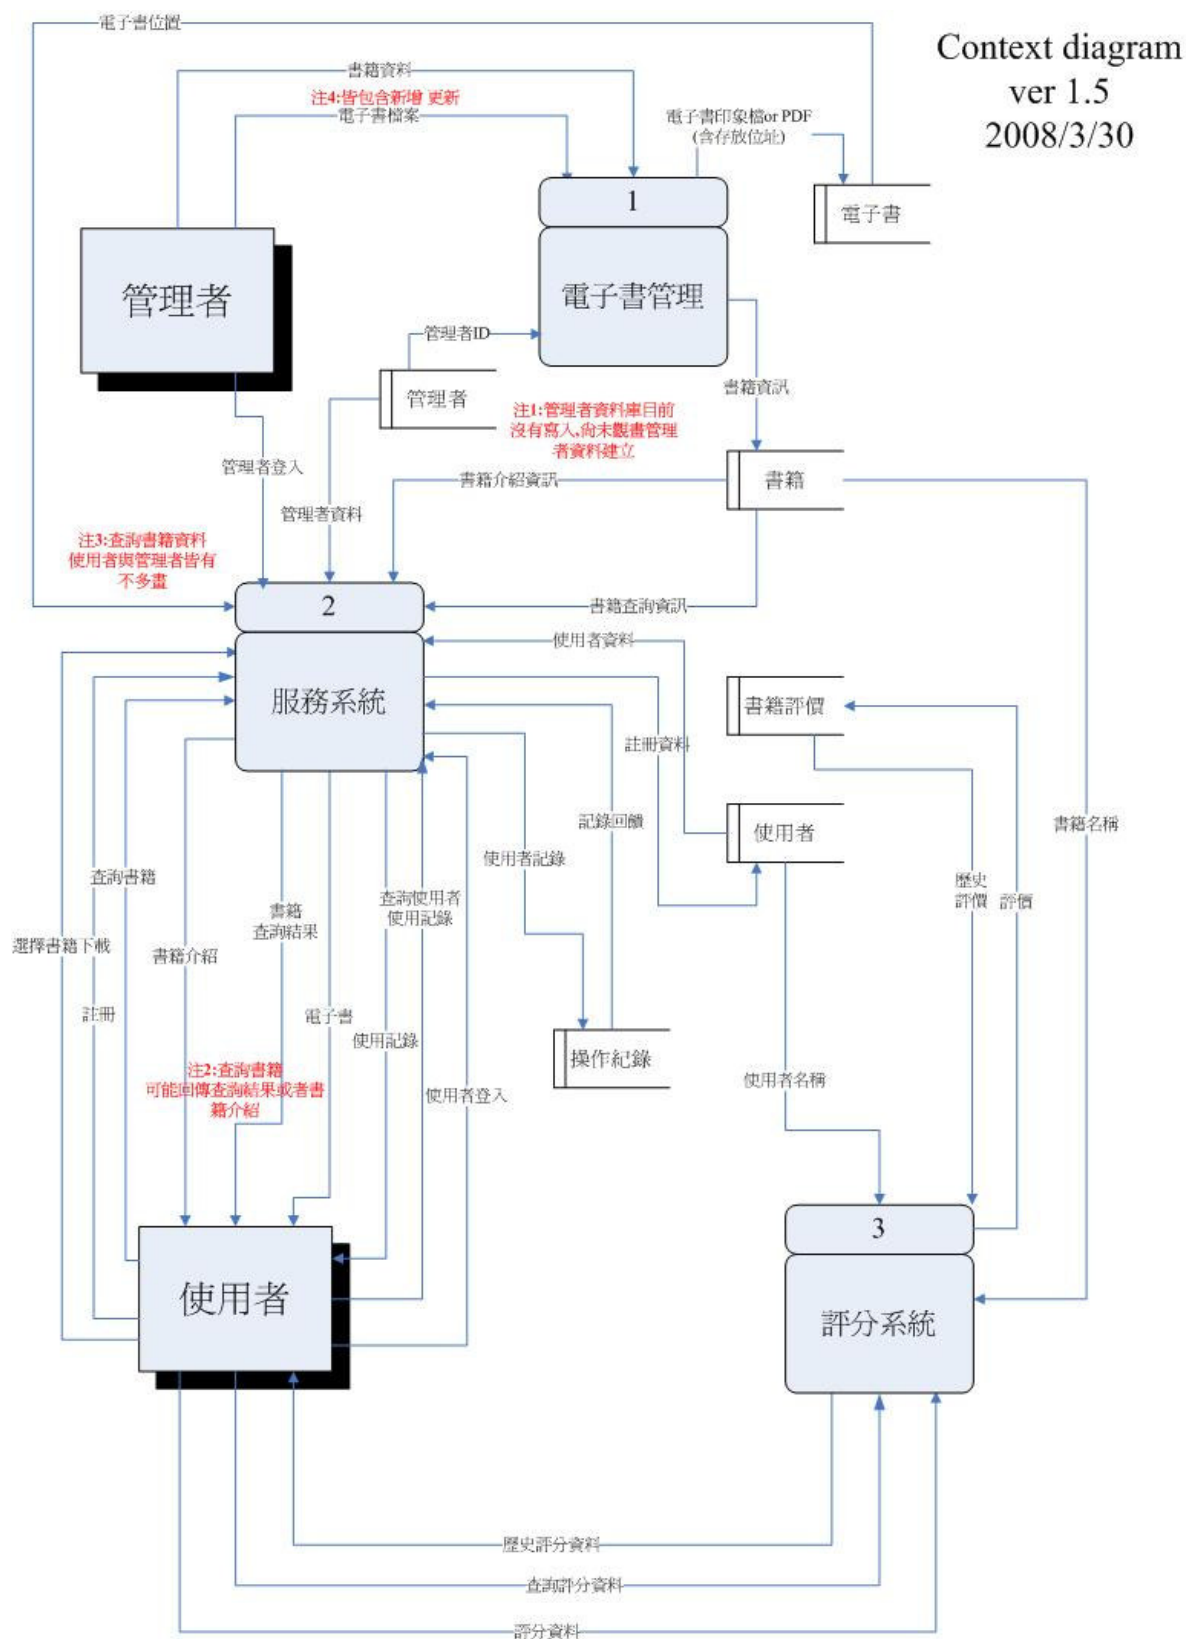 電子書位置
Context diagram
ver 1.5
2008/3/30
書籍資料
注4:皆包含新增 更新
電子書檔案
電子書印象檔or PDF
(含存放位址)
1
電子書
管理者
電子書管理
管理者ID
管理者
書籍資訊
注1:管理者資料庫目前
沒有寫入,尚未觀畫管理
者資料建立
管理者登入
書籍介紹資訊
書籍
管理者資料
注3:查詢書籍資料
使用者與管理者皆有
不多畫
2
書籍查詢資訊
使用者資料
服務系統
書籍評價
註冊資料
記錄回饋
使用者
書籍名稱
使用者記錄
查詢書籍
歷史
評價
評價
查詢使用者
使用記錄
書籍
查詢結果
選擇書籍下載
書籍介紹
註冊
電子書
使用記錄
操作紀錄
注2:查詢書籍
可能回傳查詢結果或者書
籍介紹
使用者名稱
使用者登入
3
使用者
評分系統
歷史評分資料
查詢評分資料
評分資料